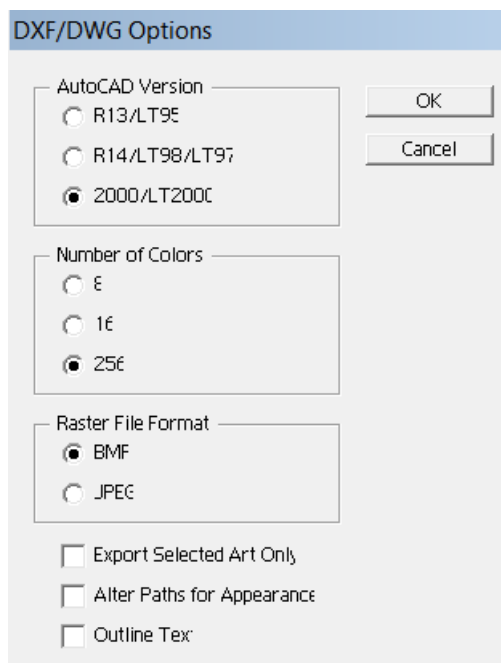 DXF/DWG Options
AutoCAD Version
R13/LT95
R14/LT98/LT97
2000/LT2000
OK
Cancel
Number of Colors
8
16
256
Raster File Format
BMP
JPEG
Export Selected Art Only
Alter Paths for Appearance
Outline Text